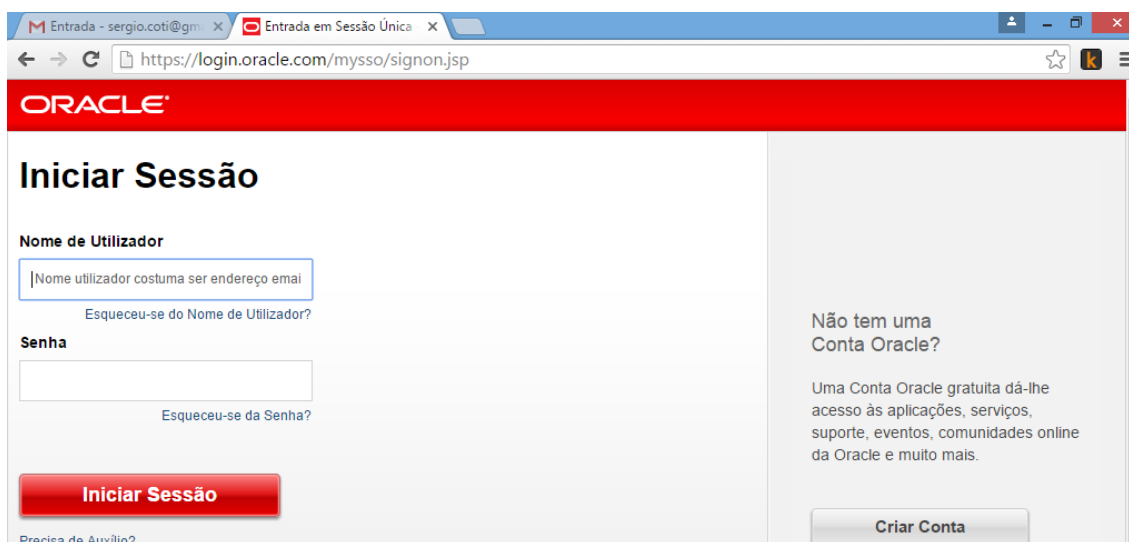 Entrada - sergio.coti@gm
Entrada em Sessão Única
https://login.oracle.com/mysso/signon.jsp
k
ORACLE
Iniciar Sessão
Nome de Utilizador
Nome utilizador costuma ser endereço emai
Esqueceu-se do Nome de Utilizador?
Senha
Esqueceu-se da Senha?
Iniciar Sessão
Precisa de Auxílio?
Não tem uma
Conta Oracle?
Uma Conta Oracle gratuita dá-lhe
acesso às aplicações, serviços,
suporte, eventos, comunidades online
da Oracle e muito mais.
Criar Conta